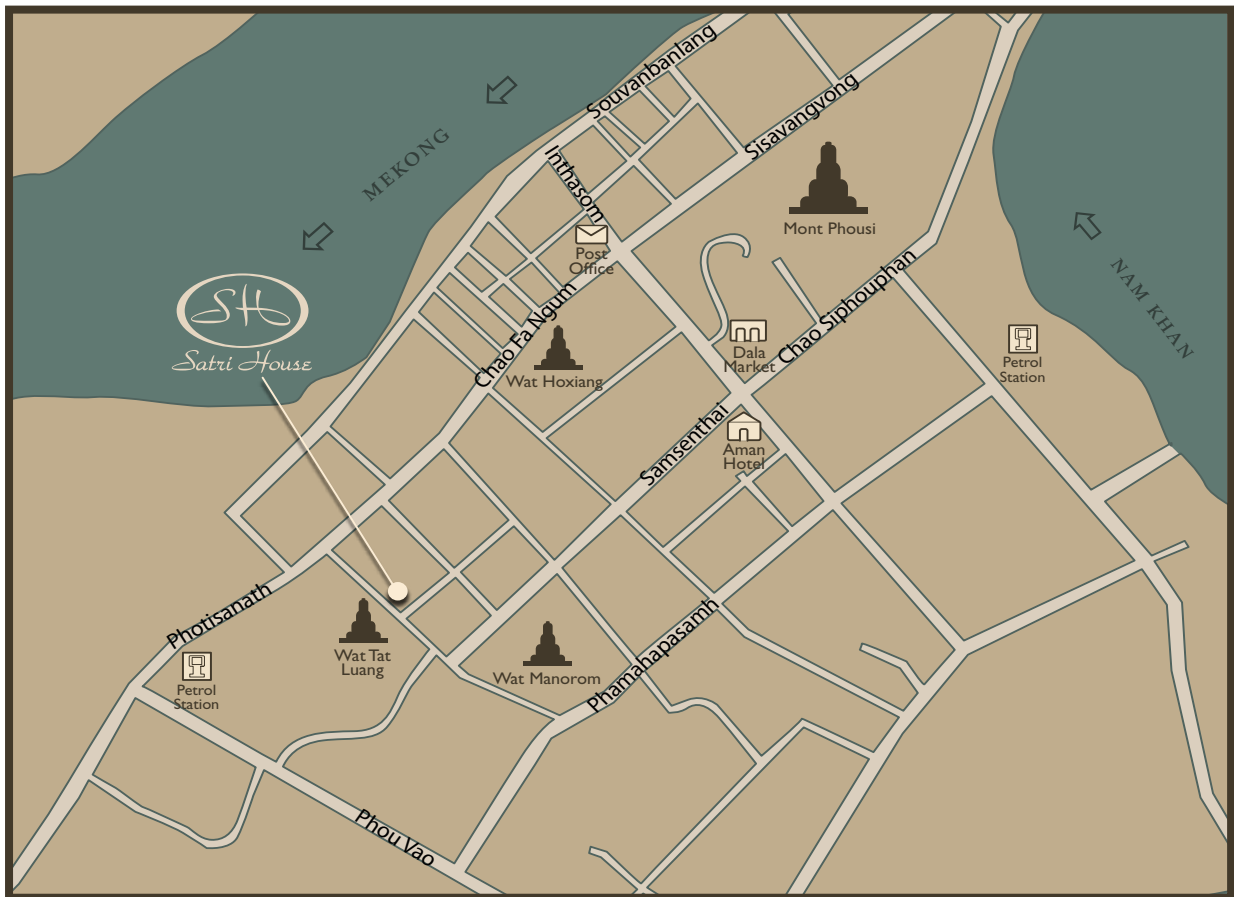 Souvanbanlang
Sisavangvong
MEKONG
Inthasom
Mont Phousi
Post
Office
NAM KHAN
Chao Siphouphan
SH
Satri House
Chao Fa Ngum
Dala
Market
Petrol
Station
Wat Hoxiang
Samsenthai
Aman
Hotel
Photisanath
Wat Tat
Luang
Wat Manorom
Phamahapasamh
Petrol
Station
Phou Vao